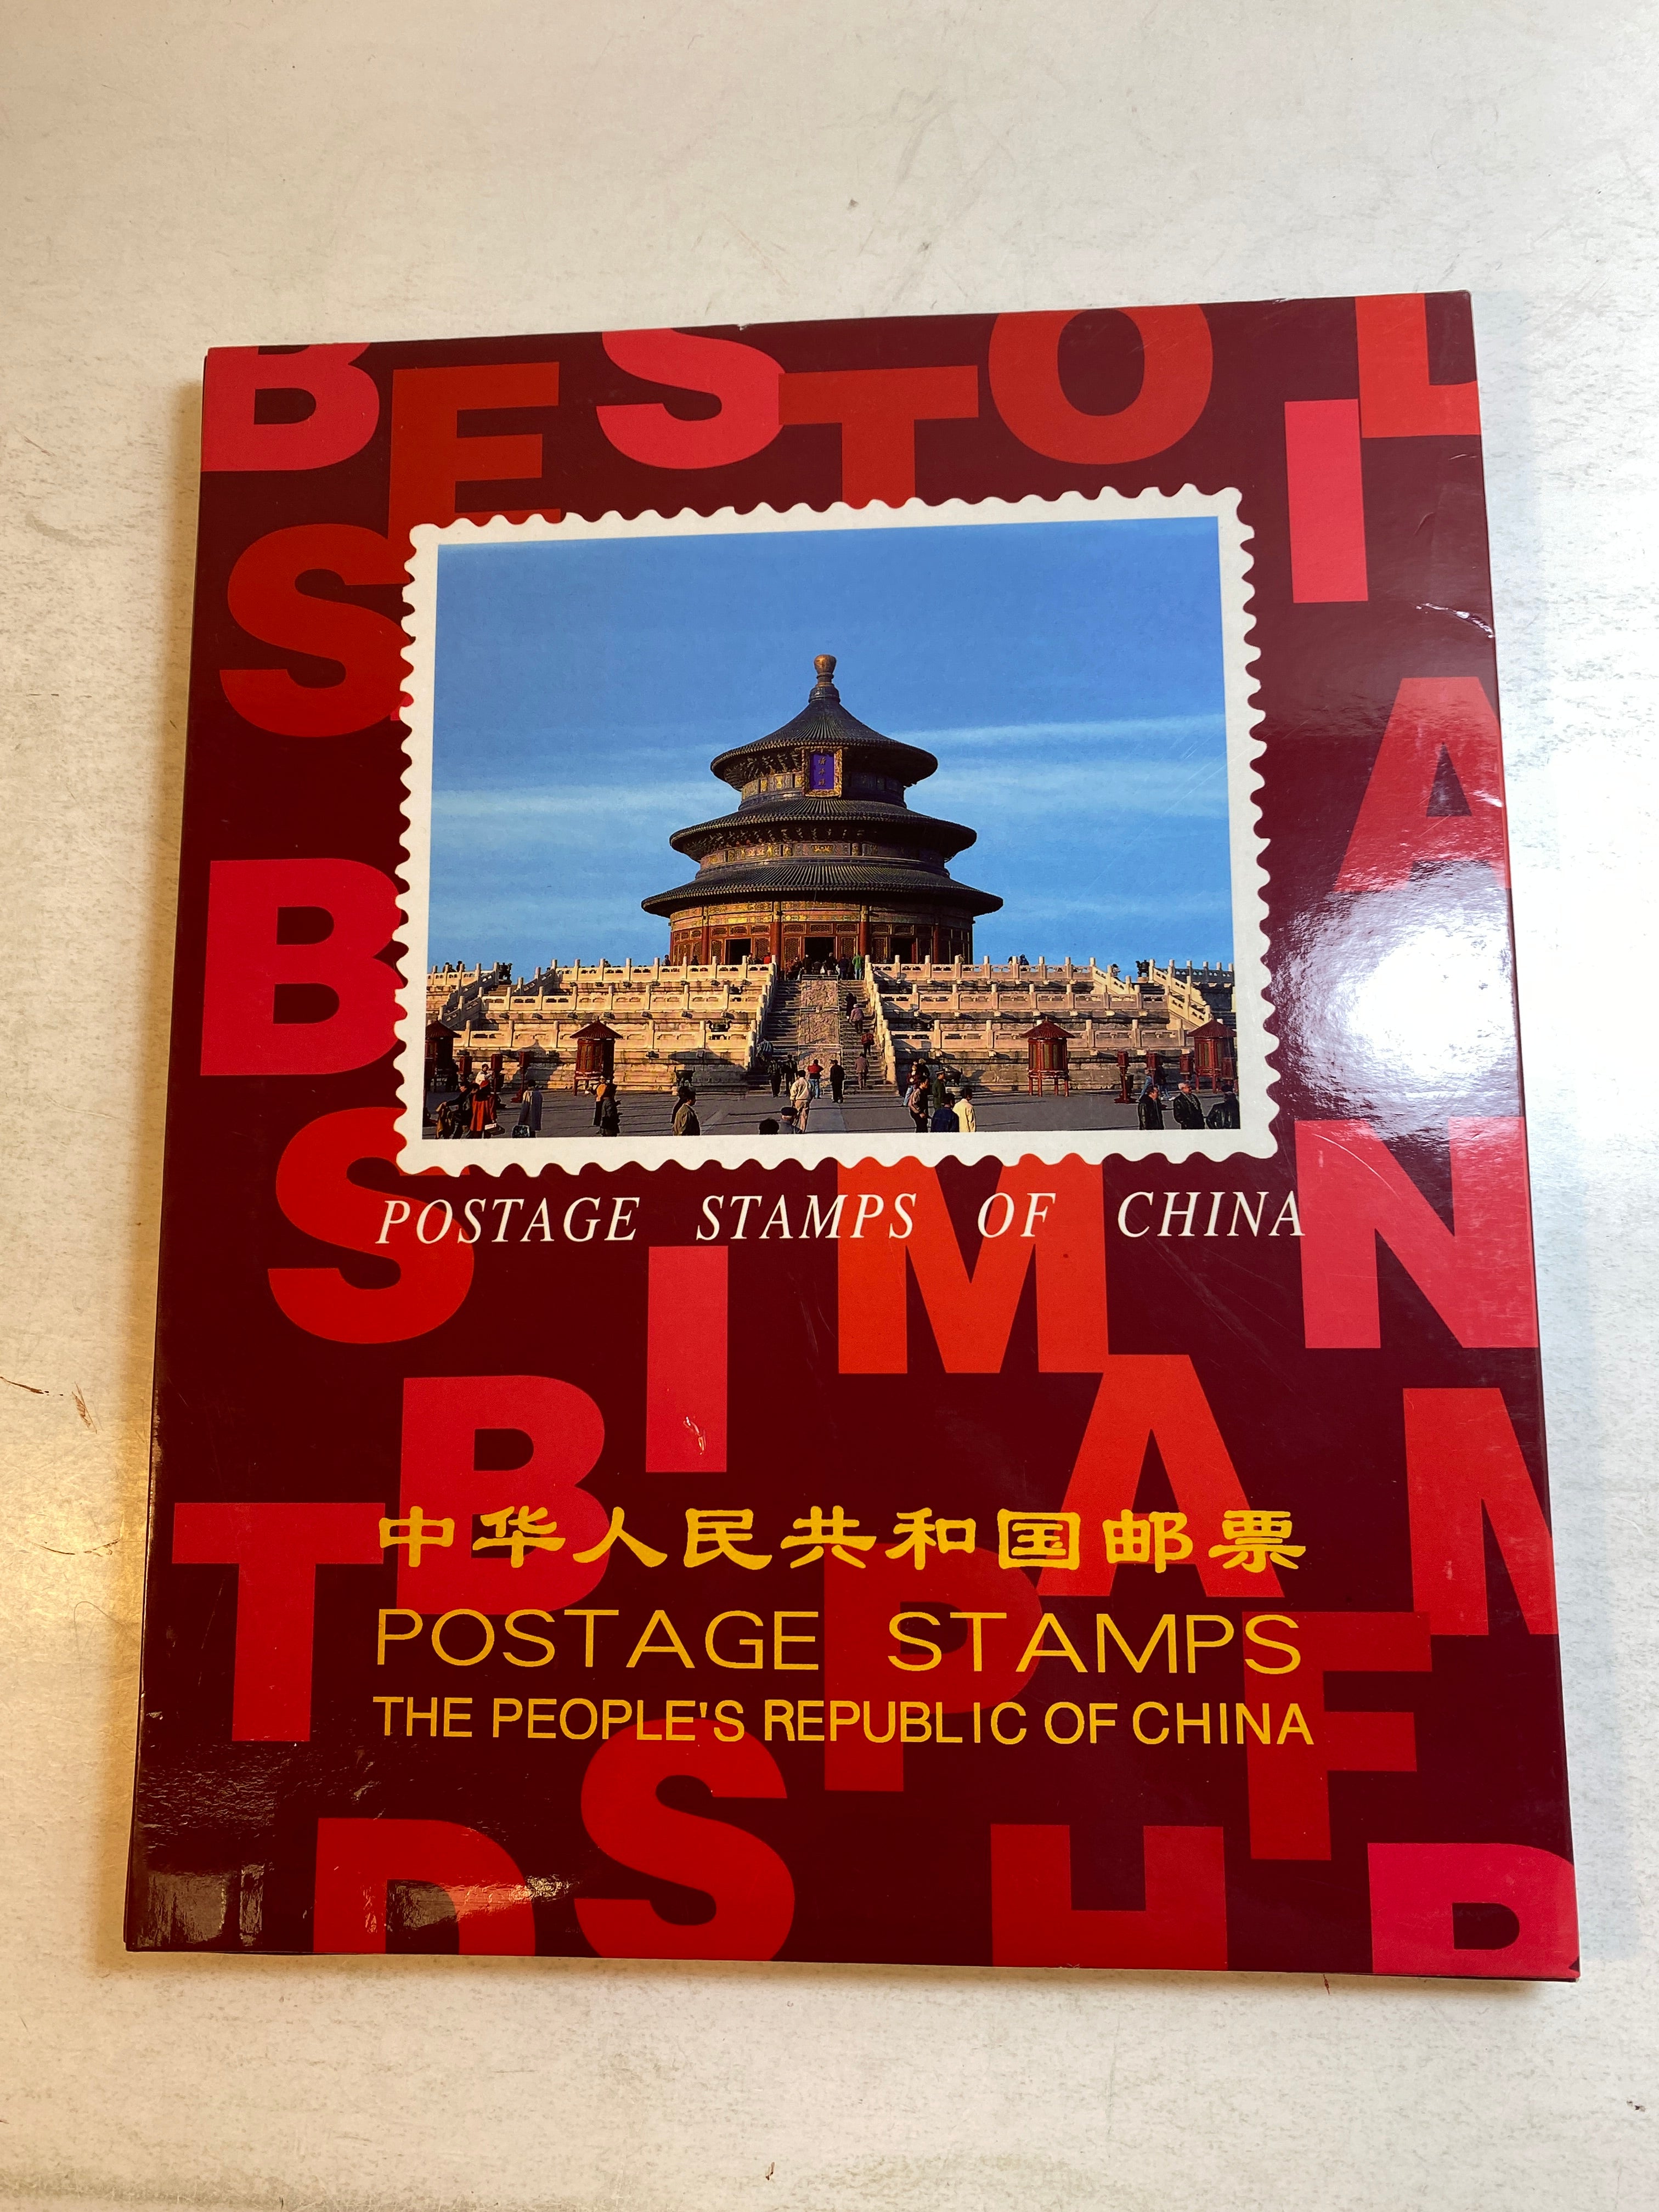 POSTAGE STAMPS OF CHINA
中华人民共和国邮票
POSTAGE STAMPS
THE PEOPLE'S REPUBLIC OF CHINA